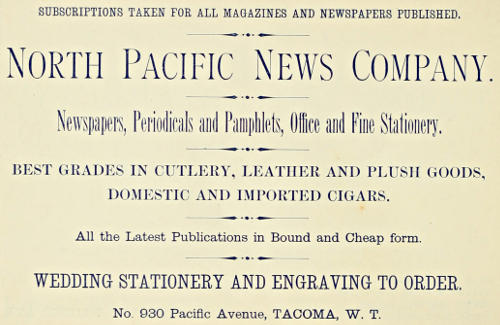 SUBSCRIPTIONS TAKEN FOR ALL MAGAZINES AND NEWSPAPERS PUBLISHED.
NORTH PACIFIC NEWS COMPANY.
Newspapers, Periodicals and Pamphlets, Office and Fine Stationery.
BEST GRADES IN CUTLERY, LEATHER AND PLUSH GOODS,
DOMESTIC AND IMPORTED CIGARS.
All the Latest Publications in Bound and Cheap form.
WEDDING STATIONERY AND ENGRAVING TO ORDER.
No. 930 Pacific Avenue, TACOMA, W. T.